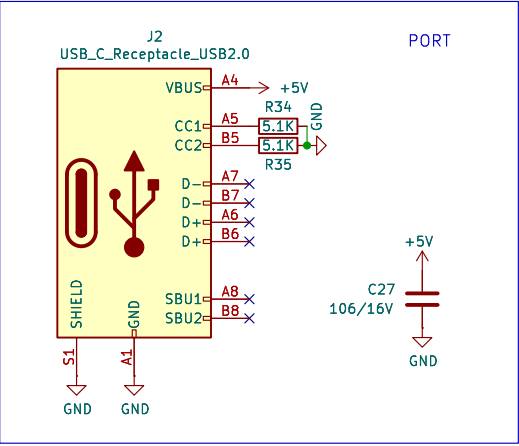 PORT
J2
USB_C_Receptacle_USB2.0
VBUS A4 +5V
R34
CC1 A5 5.1K GND
CC2 B5 5.1K
R35
D- A7
D- B7
D+ A6
D+ B6
SBU1 A8
SBU2 B8
SHIELD
GND
S1
A1
GND
GND
+5V
C27
106/16V
GND